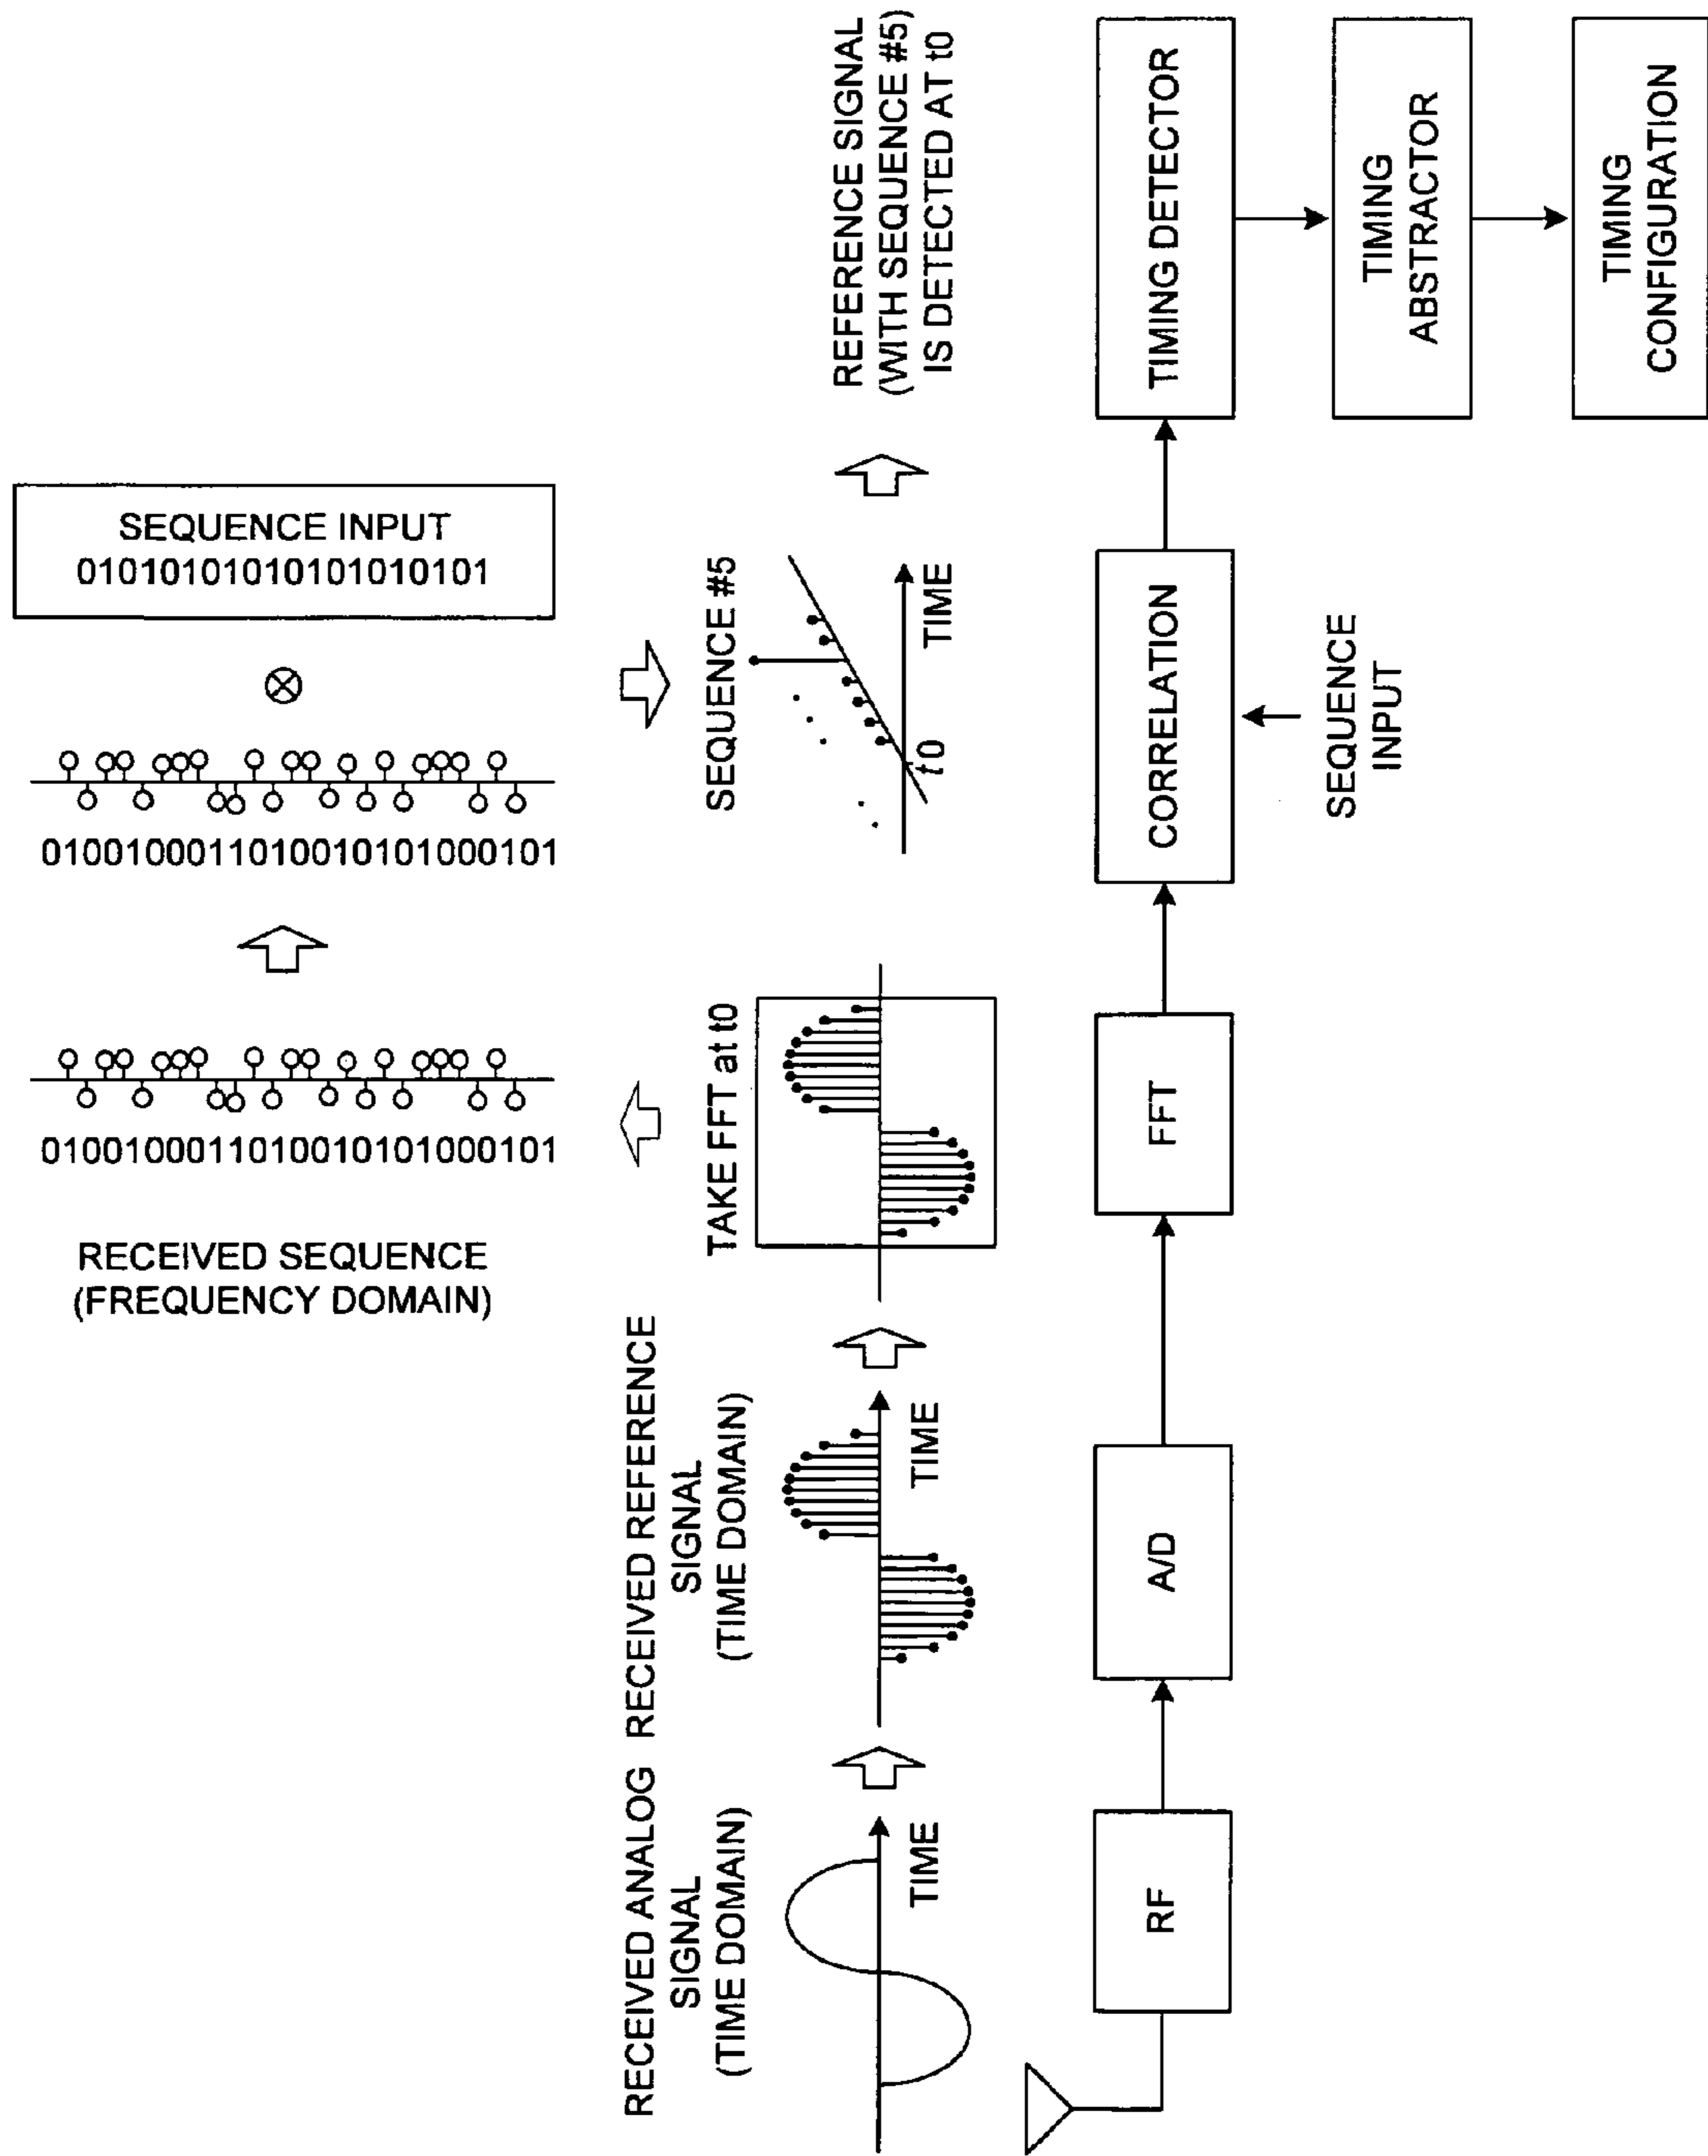 RECEIVED SEQUENCE
(FREQUENCY DOMAIN)
0100100011010010101000101
0100100011010010101000101
SEQUENCE INPUT
01010101010101010101
RECEIVED ANALOG
SIGNAL
(TIME DOMAIN)
TIME
RECEIVED REFERENCE
SIGNAL
(TIME DOMAIN)
TIME
TAKE FFT at t0
SEQUENCE #5
t0
TIME
REFERENCE SIGNAL
(WITH SEQUENCE #5)
IS DETECTED AT t0
RF
A/D
FFT
CORRELATION
SEQUENCE
INPUT
TIMING DETECTOR
TIMING
ABSTRACTOR
TIMING
CONFIGURATION